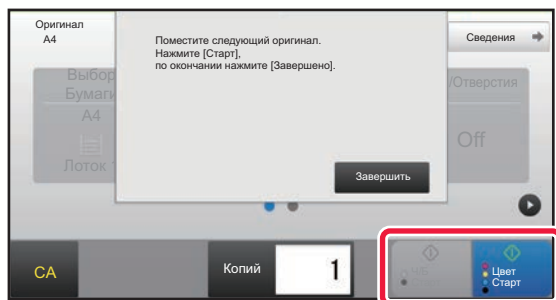 Оригинал
A4
Поместите следующий оригинал.
Нажмите [Старт],
по окончании нажмите [Завершено].
Сведения
Выбор
Бумаги
A4
Лоток
/Отверстия
Off
Завершить
CA
Копий
1
Ч/Б
Цвет
Старт